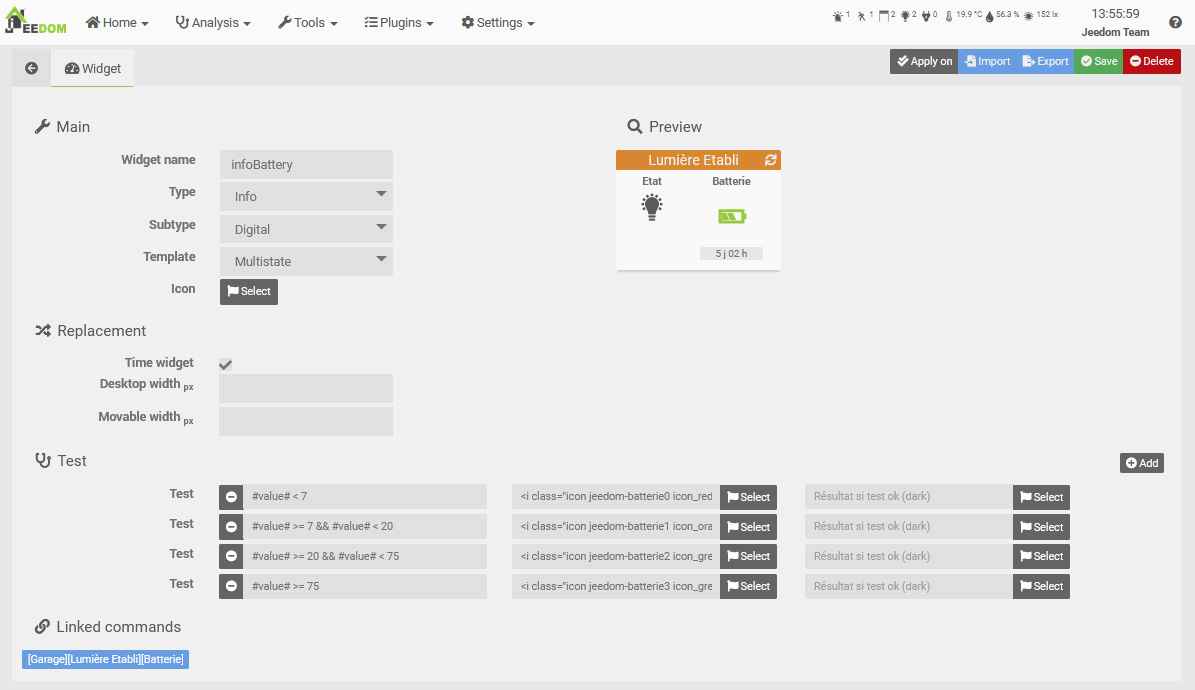 JEEDOM Home Analysis Tools Plugins Settings 1 1 2 2 0 19.9 °C 56.3 % 152 lx 13:55:59
Jeedom Team
Widget Apply on Import Export Save Delete
Main Preview
Widget name infoBattery
Type Info
Subtype Digital
Template Multistate
Icon Select
Lumière Etabli
Etat Batterie
5 j 02 h
Replacement
Time widget
Desktop width px
Movable width px
Test Add
Test #value# < 7 <i class="icon jeedom-batterie0 icon_red Select Résultat si test ok (dark) Select
Test #value# >= 7 && #value# < 20 <i class="icon jeedom-batterie1 icon_ora Select Résultat si test ok (dark) Select
Test #value# >= 20 && #value# < 75 <i class="icon jeedom-batterie2 icon_gre Select Résultat si test ok (dark) Select
Test #value# >= 75 <i class="icon jeedom-batterie3 icon_gre Select Résultat si test ok (dark) Select
Linked commands
[Garage][Lumière Etabli][Batterie]